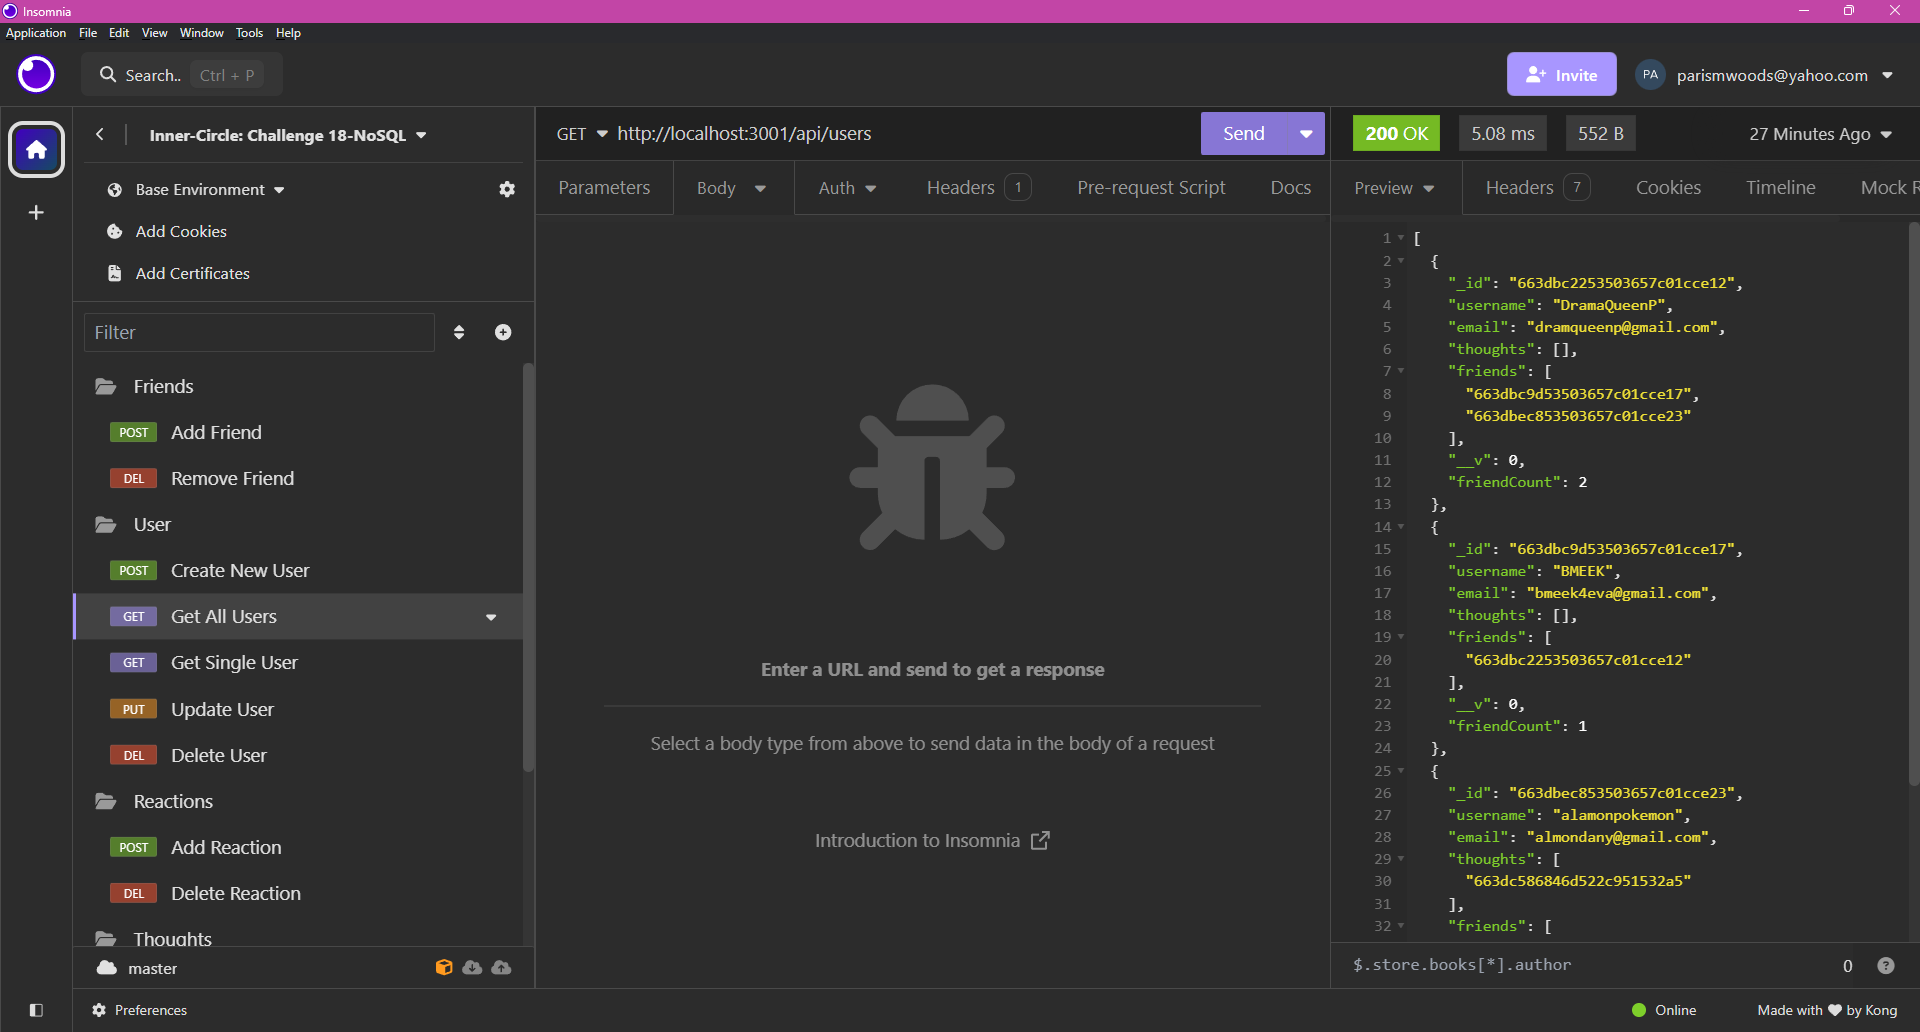 Insomnia
Application File Edit View Window Tools Help
Search.. Ctrl + P
Invite
PA parismwoods@yahoo.com
Inner-Circle: Challenge 18-NoSQL
Base Environment
Add Cookies
Add Certificates
Filter
Friends
POST Add Friend
DEL Remove Friend
User
POST Create New User
GET Get All Users
GET Get Single User
PUT Update User
DEL Delete User
Reactions
POST Add Reaction
DEL Delete Reaction
Thoughts
master
Preferences
GET http://localhost:3001/api/users
Send
Parameters Body Auth Headers 1 Pre-request Script Docs
Enter a URL and send to get a response
Select a body type from above to send data in the body of a request
Introduction to Insomnia
200 OK 5.08 ms 552 B 27 Minutes Ago
Preview Headers 7 Cookies Timeline Mock R
1 [
2 {
3 "_id": "663dbc2253503657c01cce12",
4 "username": "DramaQueenP",
5 "email": "dramqueenp@gmail.com",
6 "thoughts": [],
7 "friends": [
8 "663dbc9d53503657c01cce17",
9 "663dbec853503657c01cce23"
10 ],
11 "__v": 0,
12 "friendCount": 2
13 },
14 {
15 "_id": "663dbc9d53503657c01cce17",
16 "username": "BMEEK",
17 "email": "bmeek4eva@gmail.com",
18 "thoughts": [],
19 "friends": [
20 "663dbc2253503657c01cce12"
21 ],
22 "__v": 0,
23 "friendCount": 1
24 },
25 {
26 "_id": "663dbec853503657c01cce23",
27 "username": "alamonpokemon",
28 "email": "almondany@gmail.com",
29 "thoughts": [
30 "663dc586846d522c951532a5"
31 ],
32 "friends": [
$.store.books[*].author 0 ?
Online Made with by Kong